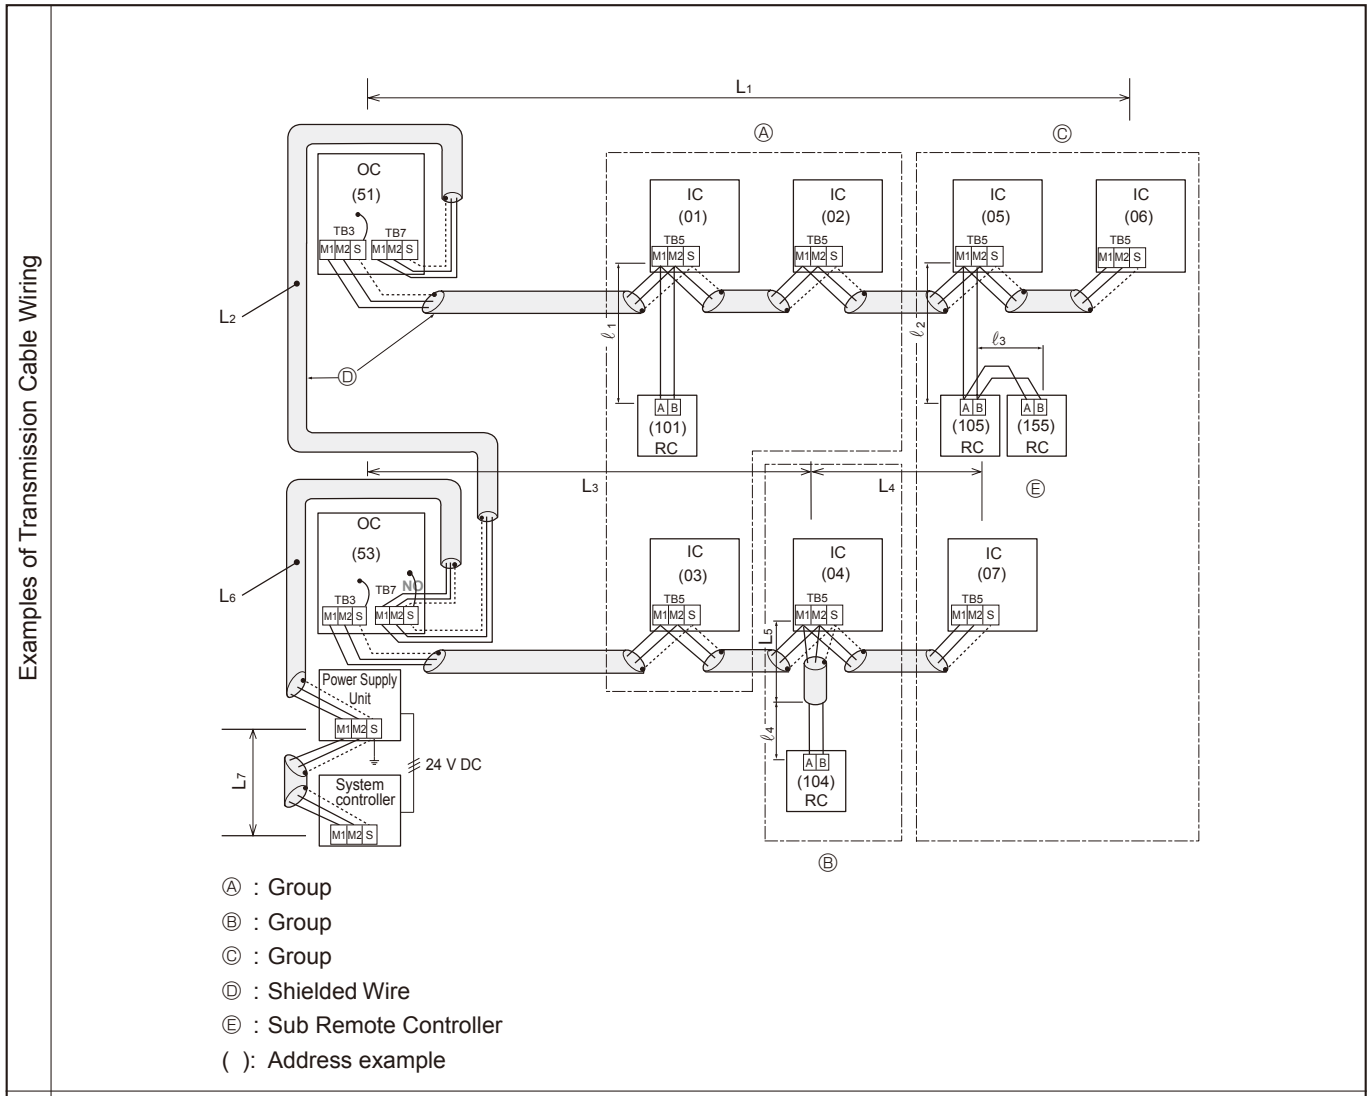 Examples of Transmission Cable Wiring
L1
Ⓐ
Ⓒ
OC
(51)
TB3
TB7
M1 M2 S
M1 M2 S
IC
(01)
TB5
M1 M2 S
IC
(02)
TB5
M1 M2 S
IC
(05)
TB5
M1 M2 S
IC
(06)
TB5
M1 M2 S
L2
Ⓓ
ℓ1
ℓ2
ℓ3
A B
(101)
RC
A B
(105)
RC
A B
(155)
RC
L3
L4
Ⓔ
OC
(53)
TB3
TB7
NO
M1 M2 S
M1 M2 S
L6
IC
(03)
TB5
M1 M2 S
IC
(04)
TB5
M1 M2 S
IC
(07)
TB5
M1 M2 S
L5
ℓ4
A B
(104)
RC
Power Supply
Unit
M1 M2 S
L7
24 V DC
System
controller
M1 M2 S
Ⓑ
Ⓐ : Group
Ⓑ : Group
Ⓒ : Group
Ⓓ : Shielded Wire
Ⓔ : Sub Remote Controller
( ): Address example